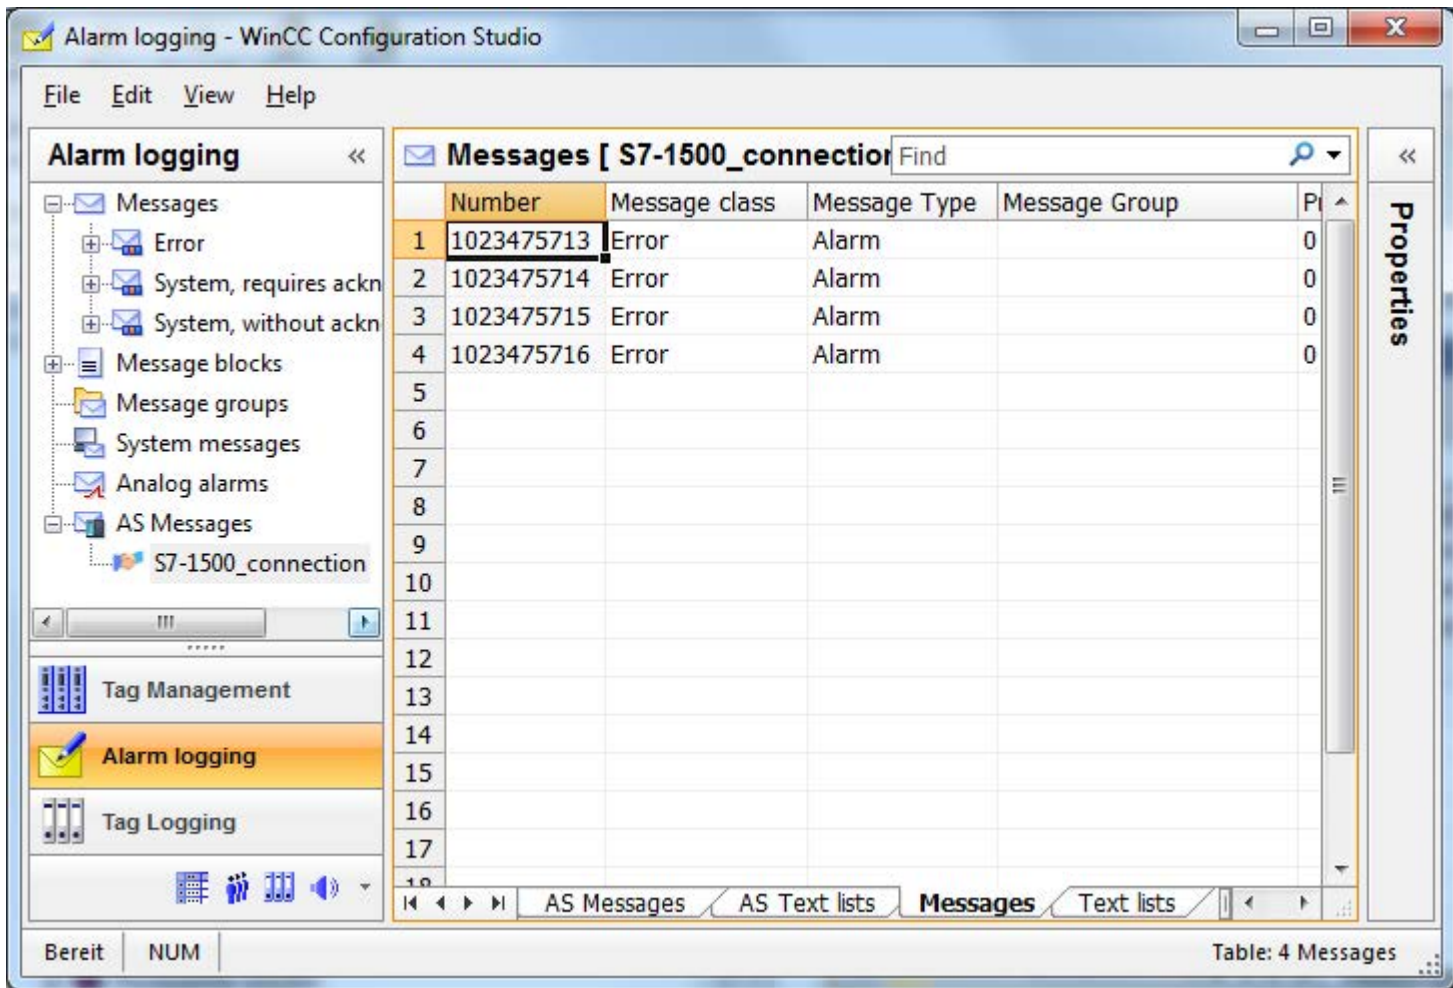 Alarm logging - WinCC Configuration Studio
File Edit View Help
Alarm logging «
Messages
Error
System, requires ackn
System, without ackn
Message blocks
Message groups
System messages
Analog alarms
AS Messages
S7-1500_connection
Tag Management
Alarm logging
Tag Logging
Messages [ S7-1500_connection Find
Number Message class Message Type Message Group
1 1023475713 Error Alarm 0
2 1023475714 Error Alarm 0
3 1023475715 Error Alarm 0
4 1023475716 Error Alarm 0
5
6
7
8
9
10
11
12
13
14
15
16
17
18
AS Messages AS Text lists Messages Text lists
«
Properties
Bereit NUM Table: 4 Messages